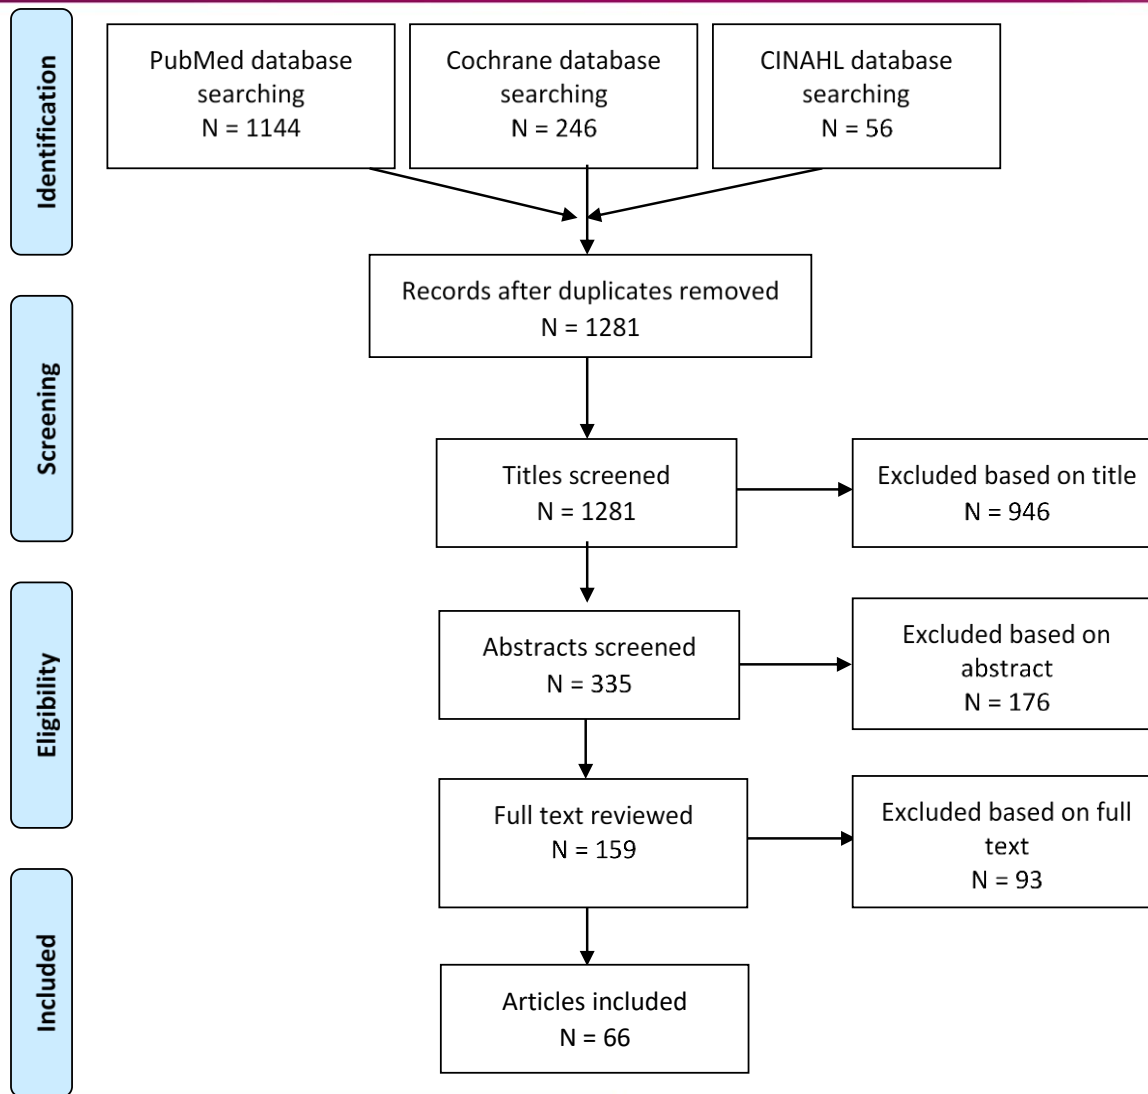 Identification
PubMed database
searching
N = 1144
Cochrane database
searching
N = 246
CINAHL database
searching
N = 56
Records after duplicates removed
N = 1281
Screening
Titles screened
N = 1281
Excluded based on title
N = 946
Eligibility
Abstracts screened
N = 335
Excluded based on
abstract
N = 176
Full text reviewed
N = 159
Excluded based on full
text
N = 93
Included
Articles included
N = 66